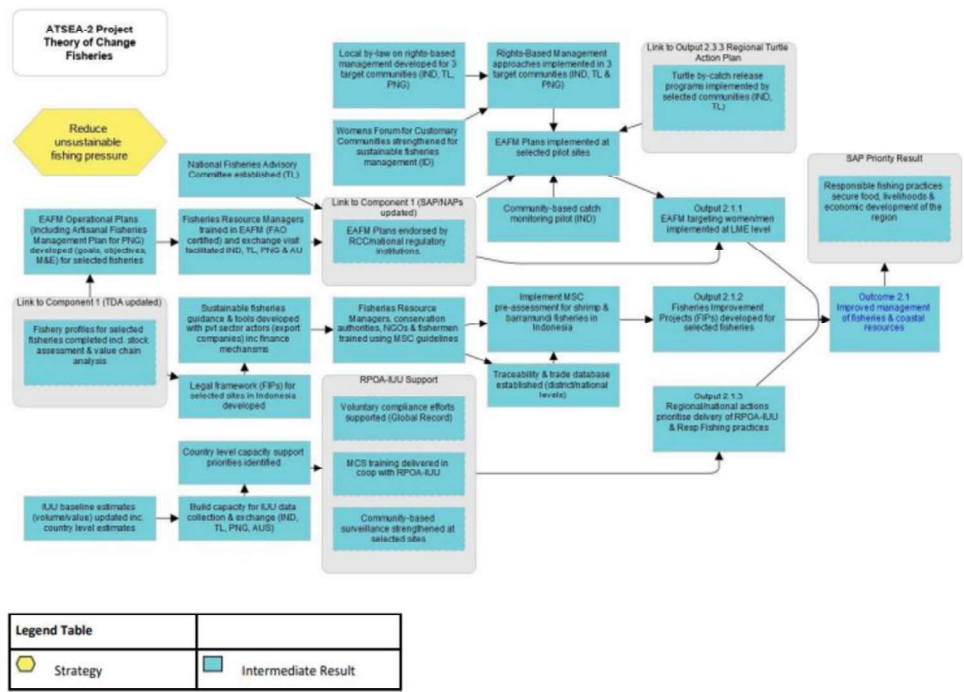 ATSEA-2 Project
Theory of Change
Fisheries
Reduce
unsustainable
fishing pressure
Local by-law on rights-based
management developed for 3
target communities (IND, TL,
PNG)
Rights-Based Management
approaches implemented in 3
target communities (IND, TL &
PNG)
Link to Output 2.3.3 Regional Turtle
Action Plan
Turtle by-catch release
programs implemented by
selected communities (IND,
TL)
Womens Forum for Customary
Communities strengthened for
sustainable fisheries
management (ID)
EAFM Plans implemented at
selected pilot sites
National Fisheries Advisory
Committee established (TL)
SAP Priority Result
Responsible fishing practices
secure food, livelihoods &
economic development of the
region
EAFM Operational Plans
(including Artisanal Fisheries
Management Plan for PNG)
developed (goals, objectives,
M&E) for selected fisheries
Fisheries Resource Managers
trained in EAFM (FAO
certified) and exchange visit
facilitated IND, TL, PNG & AU
Link to Component 1 (SAP/NAPs
updated)
EAFM Plans endorsed by
RCC/national regulatory
institutions.
Community-based catch
monitoring pilot (IND)
Output 2.1.1
EAFM targeting women/men
implemented at LME level
Link to Component 1 (TDA updated)
Fishery profiles for selected
fisheries completed incl. stock
assessment & value chain
analysis
Sustainable fisheries
guidance & tools developed
with pvt sector actors (export
companies) inc finance
mechansms
Fisheries Resource
Managers, conservation
authorities, NGOs & fishermen
trained using MSC guidelines
Implement MSC
pre-assessment for shrimp &
barramundi fisheries in
Indonesia
Output 2.1.2
Fisheries Improvement
Projects (FIPs) developed for
selected fisheries
Outcome 2.1
Improved management
of fisheries & coastal
resources
Legal framework (FIPs) for
selected sites in Indonesia
developed
RPOA-IUU Support
Voluntary compliance efforts
supported (Global Record)
MCS training delivered in
coop with RPOA-IUU
Community-based
surveillance strengthened at
selected sites
Traceability & trade database
established (district/national
levels)
Output 2.1.3
Regional/national actions
prioritise delivery of RPOA-IUU
& Resp Fishing practices
Country level capacity support
priorities identified
IUU baseline estimates
(volume/value) updated inc.
country level estimates
Build capacity for IUU data
collection & exchange (IND,
TL, PNG, AUS)
Legend Table
Strategy
Intermediate Result